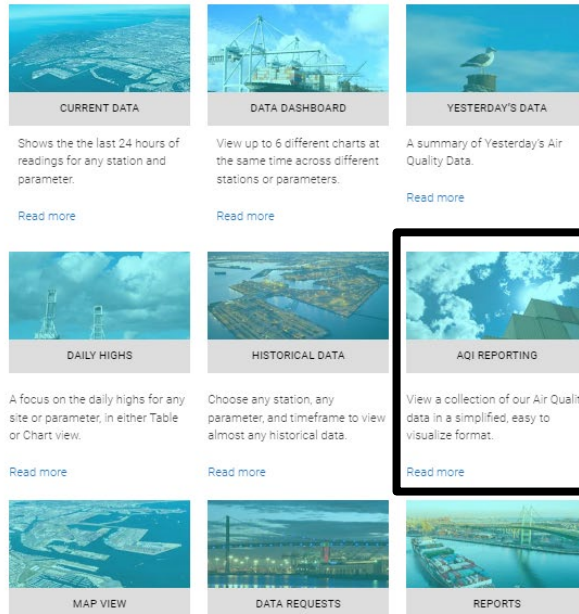 CURRENT DATA
DATA DASHBOARD
YESTERDAY'S DATA
Shows the the last 24 hours of
readings for any station and
parameter.
Read more
View up to 6 different charts at
the same time across different
stations or parameters.
Read more
A summary of Yesterday's Air
Quality Data.
Read more
DAILY HIGHS
HISTORICAL DATA
AQI REPORTING
A focus on the daily highs for any
site or parameter, in either Table
or Chart view.
Read more
Choose any station, any
parameter, and timeframe to view
almost any historical data.
Read more
View a collection of our Air Qualit
data in a simplified, easy to
visualize format.
Read more
MAP VIEW
DATA REQUESTS
REPORTS